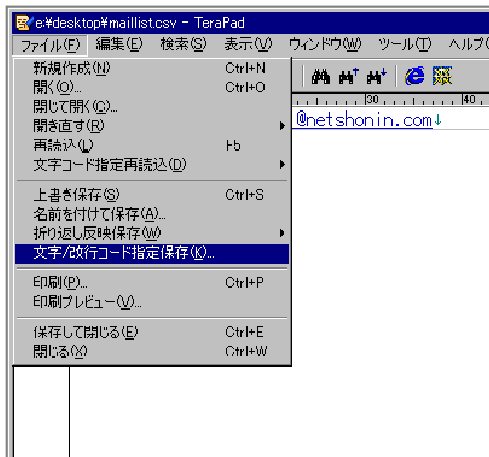 e:¥desktop¥maillist.csv - TeraPad
ファイル(F) 編集(E) 検索(S) 表示(V) ウィンドウ(W) ツール(T) ヘルプ(
新規作成(N) Ctrl+N
開く(O)... Ctrl+O
開じて開く(C)...
開き直す(R)
再読込(L) F5
文字コード指定再読込(D)
上書き保存(S) Ctrl+S
名前を付けて保存(A)...
折り返し反映保存(W)
文字/改行コード指定保存(K)...
印刷(P)... Ctrl+P
印刷プレビュー(V)...
保存して閉じる(E) Ctrl+E
閉じる(X) Ctrl+W
30 40
@netshonin.com↓